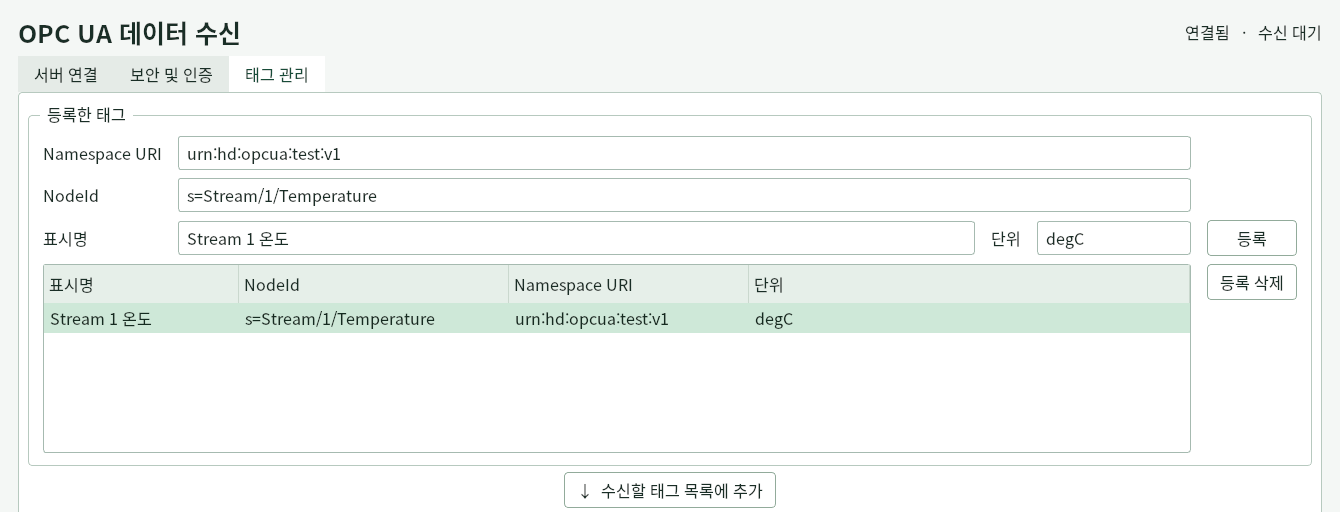 OPC UA 데이터 수신
연결됨 · 수신 대기
서버 연결 보안 및 인증 태그 관리
등록한 태그
Namespace URI urn:hd:opcua:test:v1
NodeId s=Stream/1/Temperature
표시명 Stream 1 온도 단위 degC 등록
표시명 NodeId Namespace URI 단위 등록 삭제
Stream 1 온도 s=Stream/1/Temperature urn:hd:opcua:test:v1 degC
↓ 수신할 태그 목록에 추가